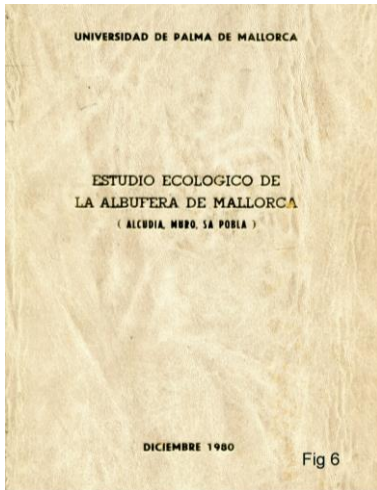 UNIVERSIDAD DE PALMA DE MALLORCA
ESTUDIO ECOLOGICO DE
LA ALBUFERA DE MALLORCA
( ALCUDIA, MURO, SA POBLA )
DICIEMBRE 1980
Fig 6